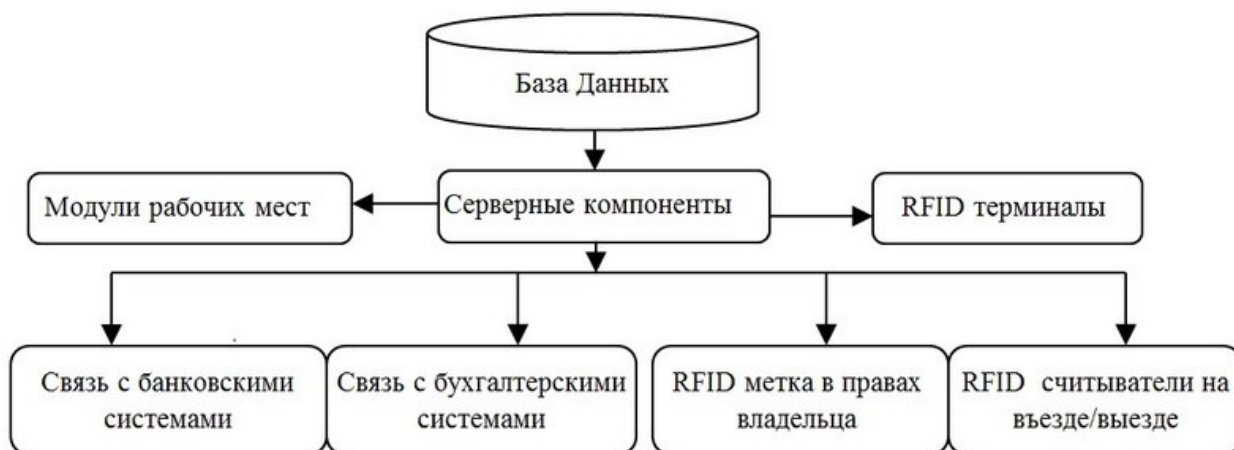 База Данных
Модули рабочих мест
Серверные компоненты
RFID терминалы
Связь с банковскими
системами
Связь с бухгалтерскими
системами
RFID метка в правах
владельца
RFID считыватели на
въезде/выезде